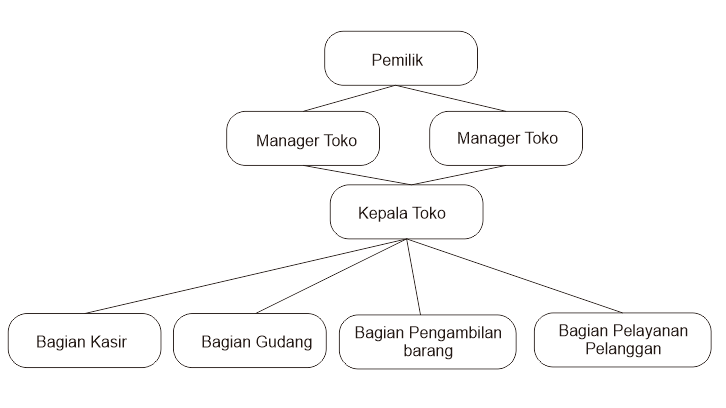 Pemilik
Manager Toko
Manager Toko
Kepala Toko
Bagian Kasir
Bagian Gudang
Bagian Pengambilan
barang
Bagian Pelayanan
Pelanggan